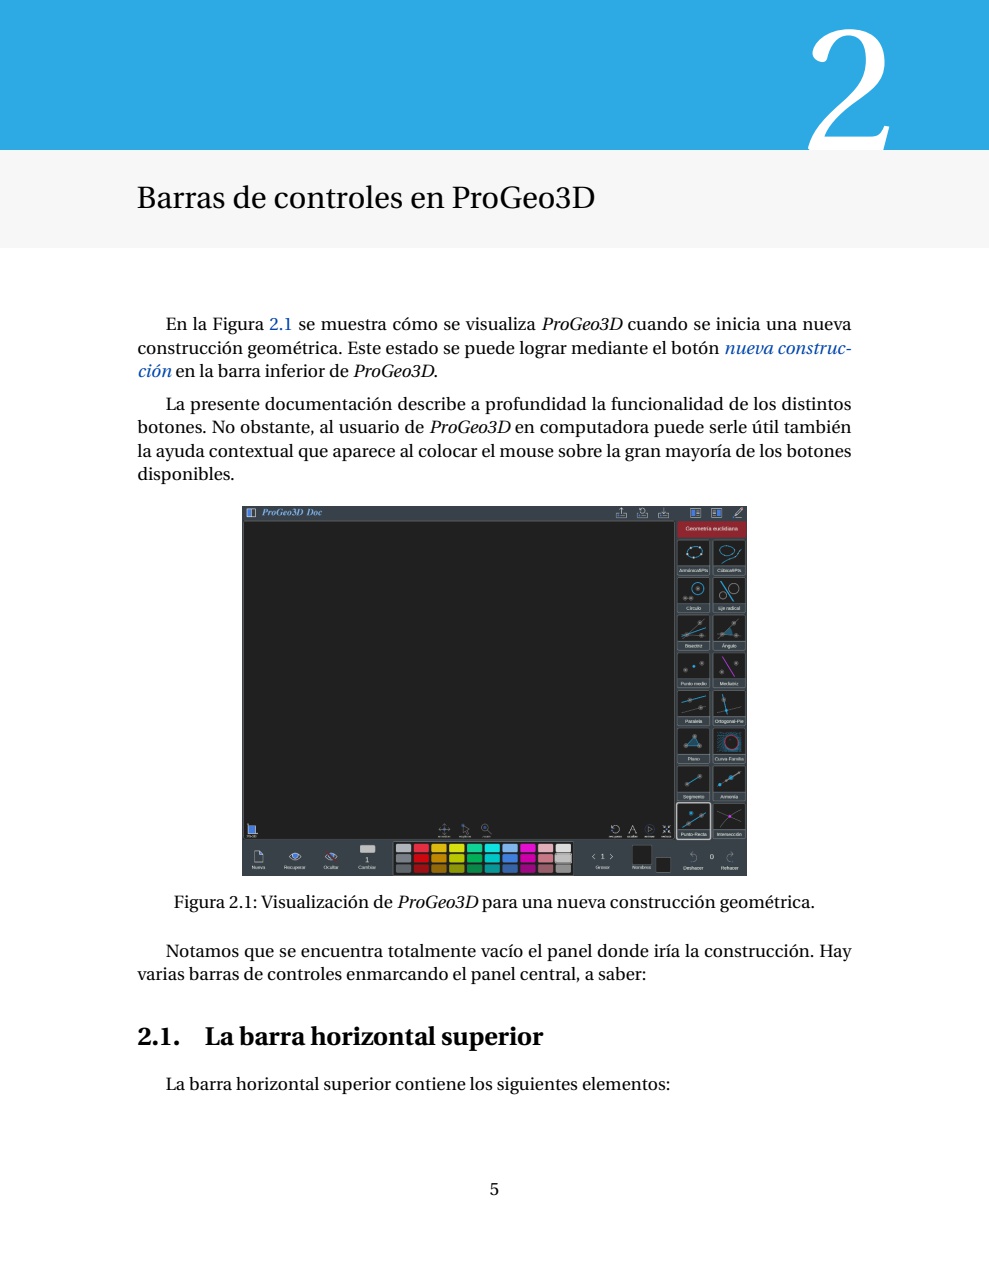 2
Barras de controles en ProGeo3D
En la Figura 2.1 se muestra cómo se visualiza ProGeo3D cuando se inicia una nueva
construcción geométrica. Este estado se puede lograr mediante el botón nueva construc-
ción en la barra inferior de ProGeo3D.
La presente documentación describe a profundidad la funcionalidad de los distintos
botones. No obstante, al usuario de ProGeo3D en computadora puede serle útil también
la ayuda contextual que aparece al colocar el mouse sobre la gran mayoría de los botones
disponibles.
ProGeo3D Doc
Geometría euclidiana
Círculo Eje radical
Bisectriz Ángulo
Punto medio Mediatriz
Paralela Ortogonal-Pie
Plano
Segmento Armonía
Punto-Recta Intersección
Nuevo Recuperar Ocultar 1 Cambiar < 1 > Grosor Nombres Deshacer 0 Rehacer
Figura 2.1: Visualización de ProGeo3D para una nueva construcción geométrica.
Notamos que se encuentra totalmente vacío el panel donde iría la construcción. Hay
varias barras de controles enmarcando el panel central, a saber:
2.1. La barra horizontal superior
La barra horizontal superior contiene los siguientes elementos:
5